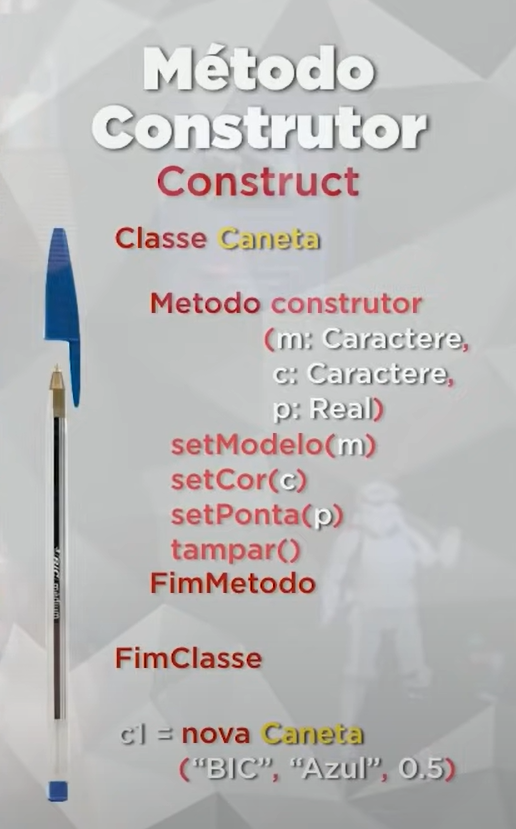 Método
Construtor
Construct
Classe Caneta
Metodo construtor
(m: Caractere,
c: Caractere,
p: Real)
setModelo(m)
setCor(c)
setPonta(p)
tampar()
FimMetodo
FimClasse
c1 = nova Caneta
(“BIC”, “Azul”, 0.5)